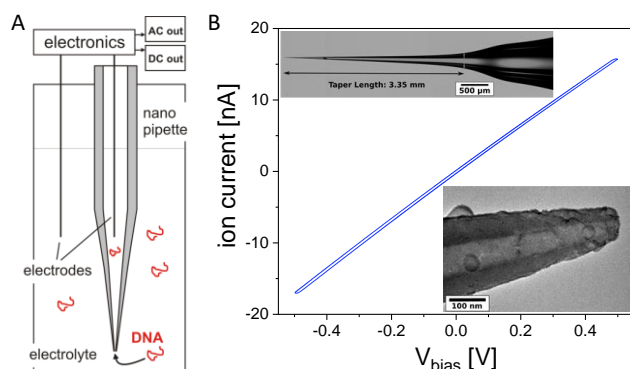 A
electronics
AC out
DC out
nano
pipette
electrodes
DNA
electrolyte
B
ion current [nA]
20
10
0
-10
-20
-0.4
-0.2
0.0
0.2
0.4
V_bias [V]
Taper Length: 3.35 mm
500 µm
100 nm